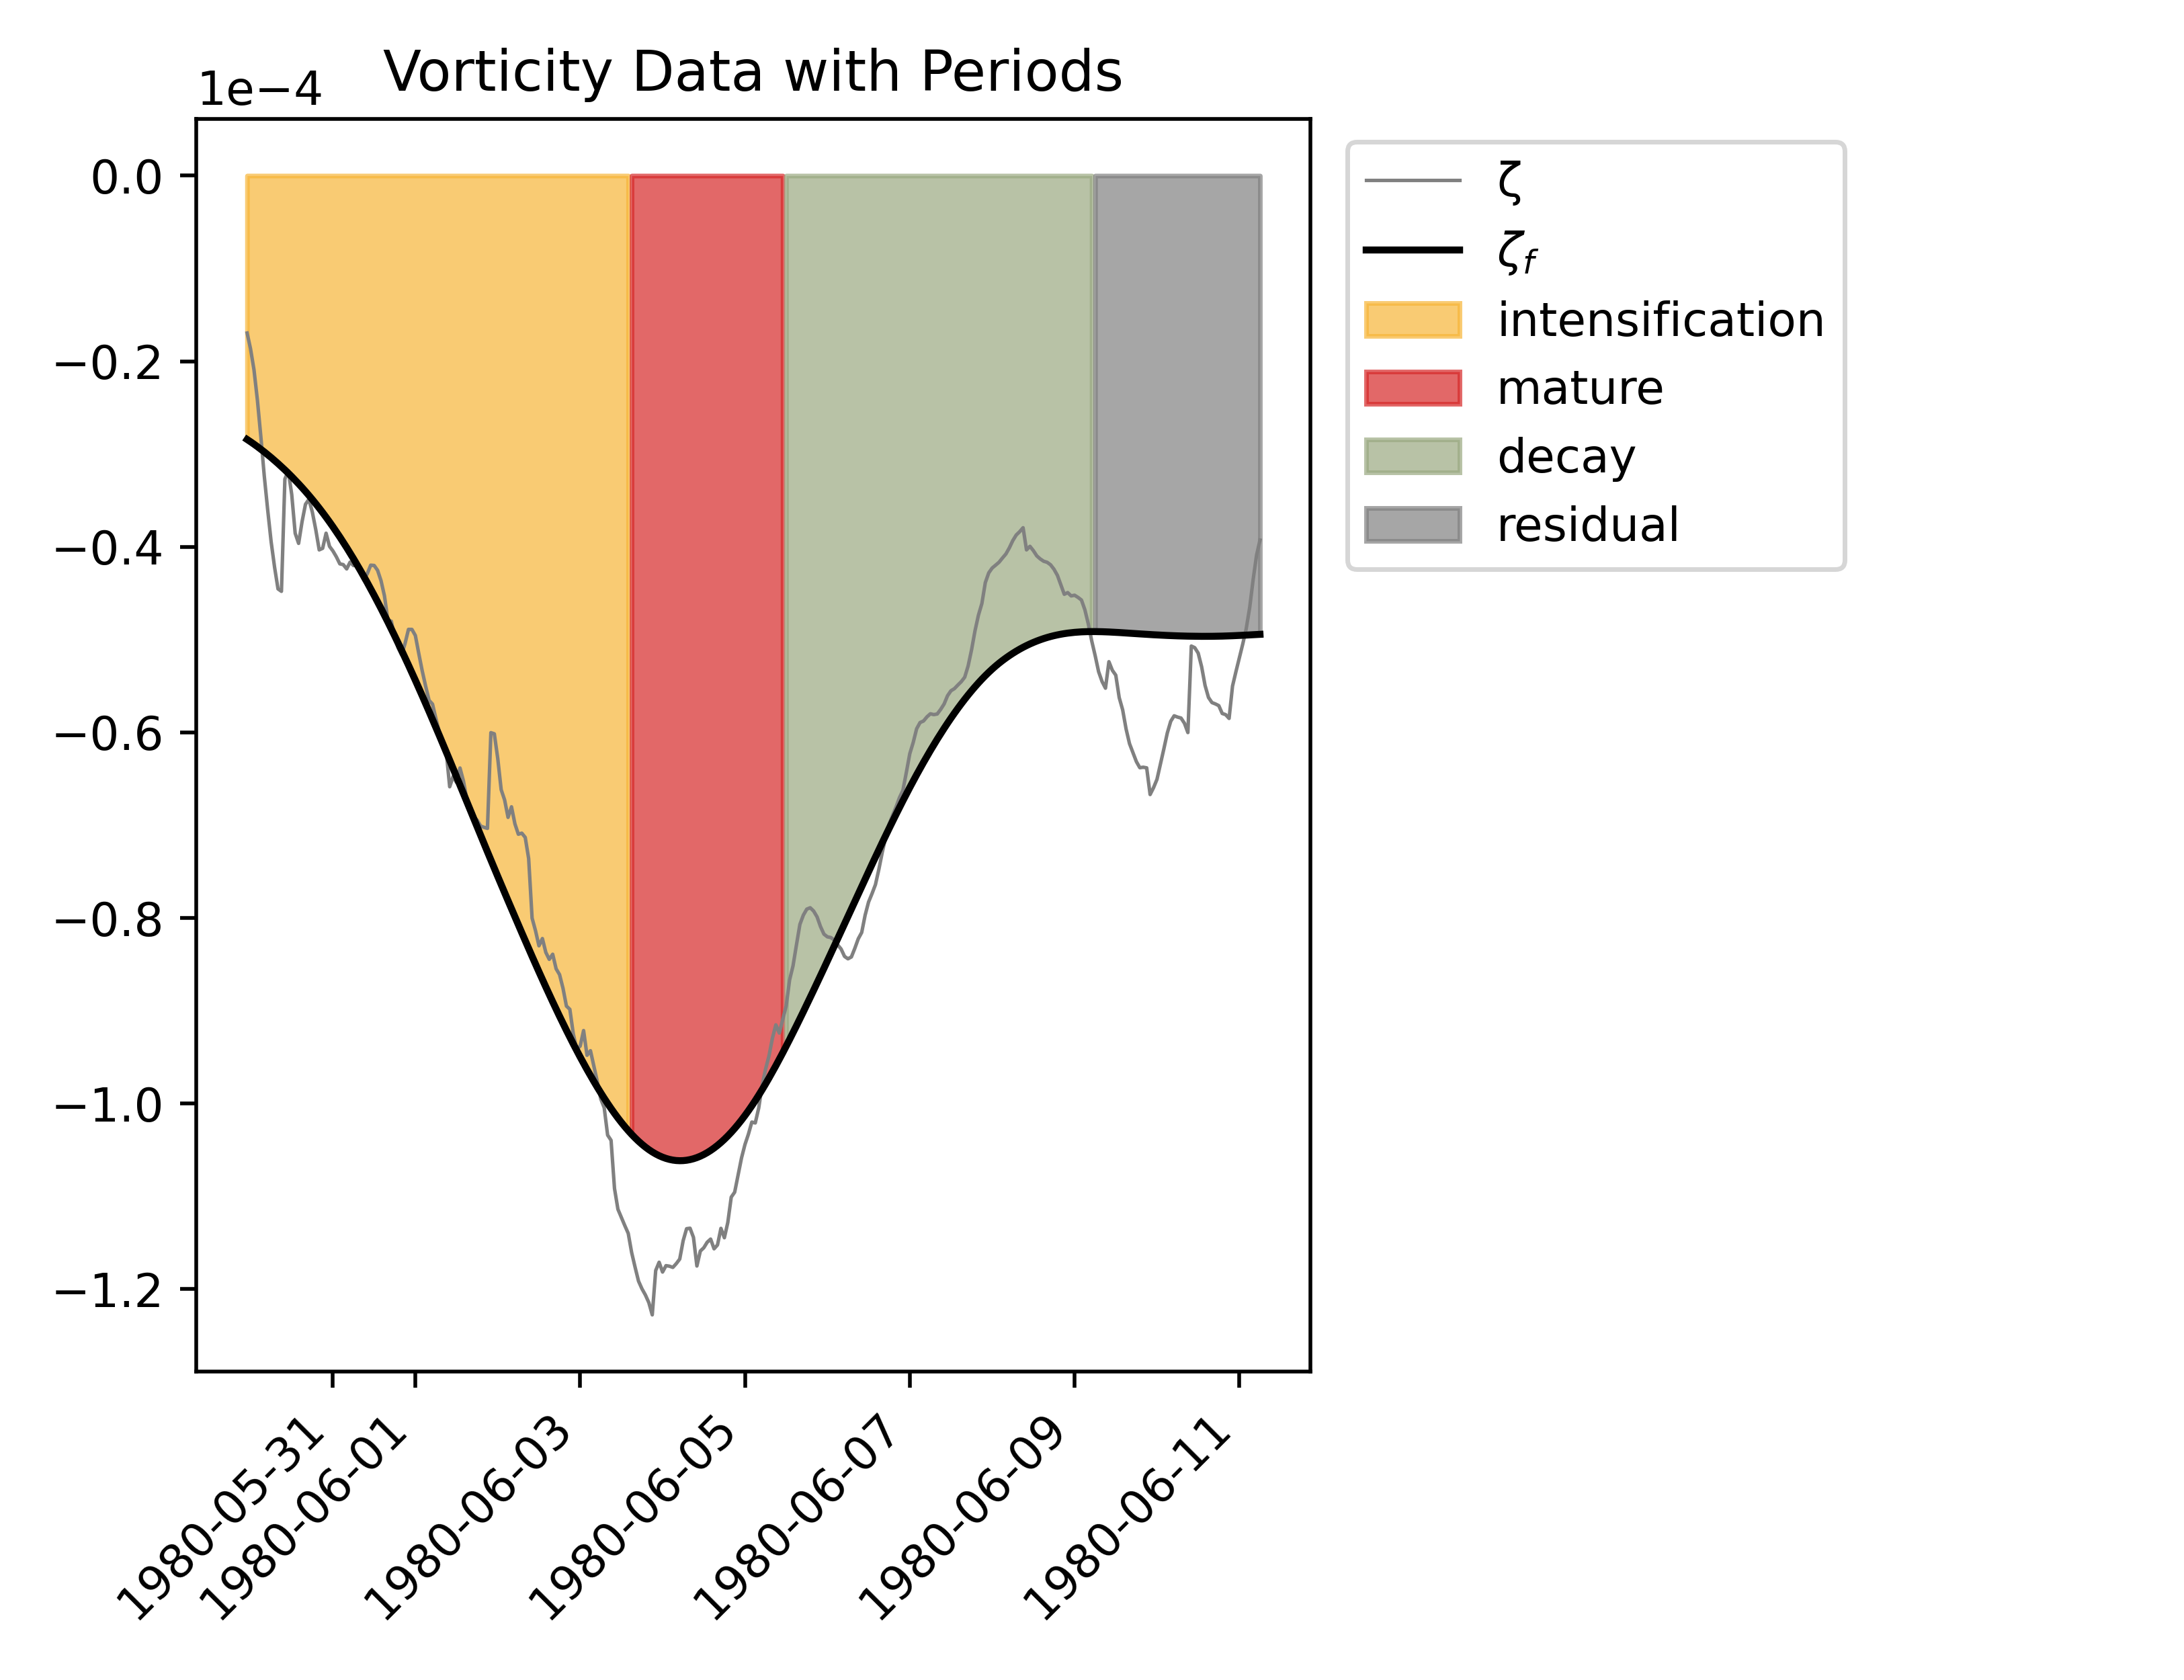 Vorticity Data with Periods
1e−4
0.0
−0.2
−0.4
−0.6
−0.8
−1.0
−1.2
1980-05-31
1980-06-01
1980-06-03
1980-06-05
1980-06-07
1980-06-09
1980-06-11
ζ
ζf
intensification
mature
decay
residual